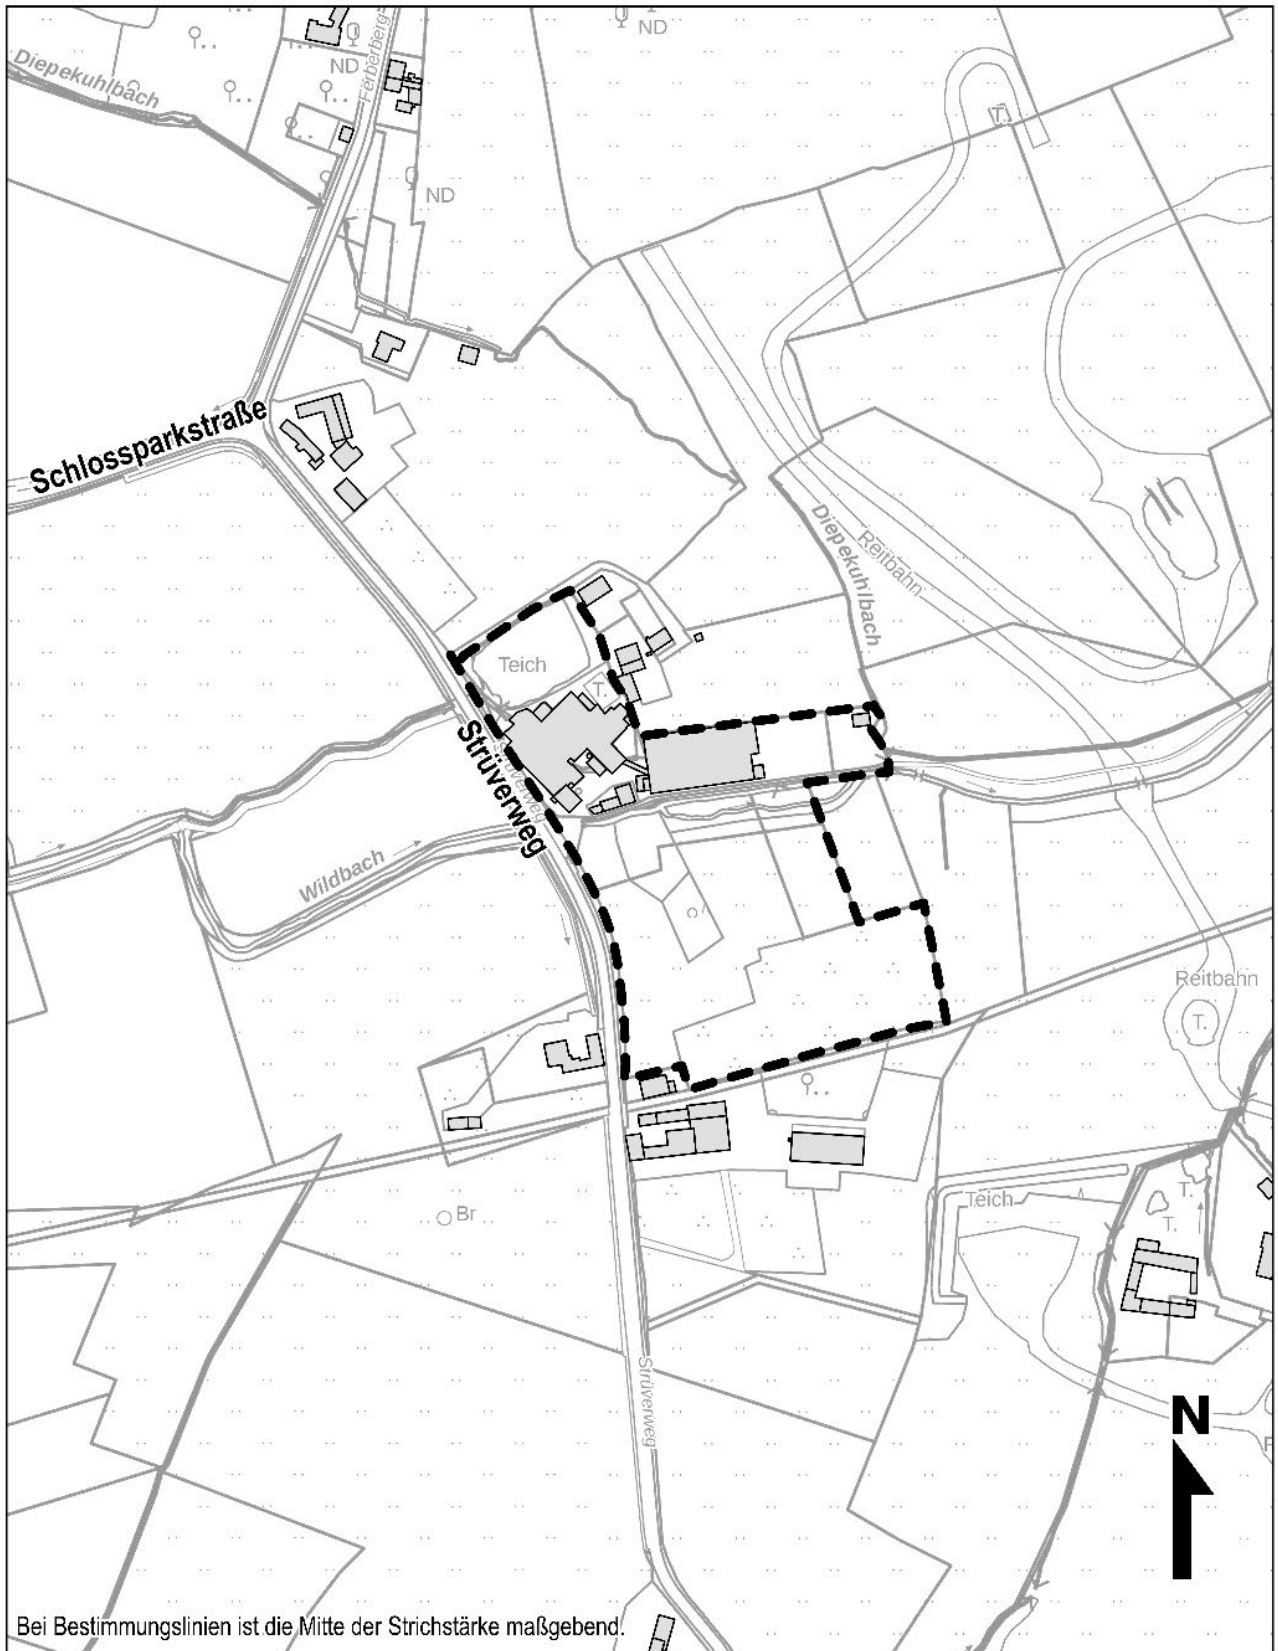 ND
Ferberberg
ND
Diepekuhlbach
T.
ND
Schlossparkstraße
Diepekuhlbach
Reitbahn
Teich
T.
Strüverweg
Strüverweg
Wildbach
Reitbahn
T.
Teich
T.
T.
Br
Strüverweg
N
F
Bei Bestimmungslinien ist die Mitte der Strichstärke maßgebend.